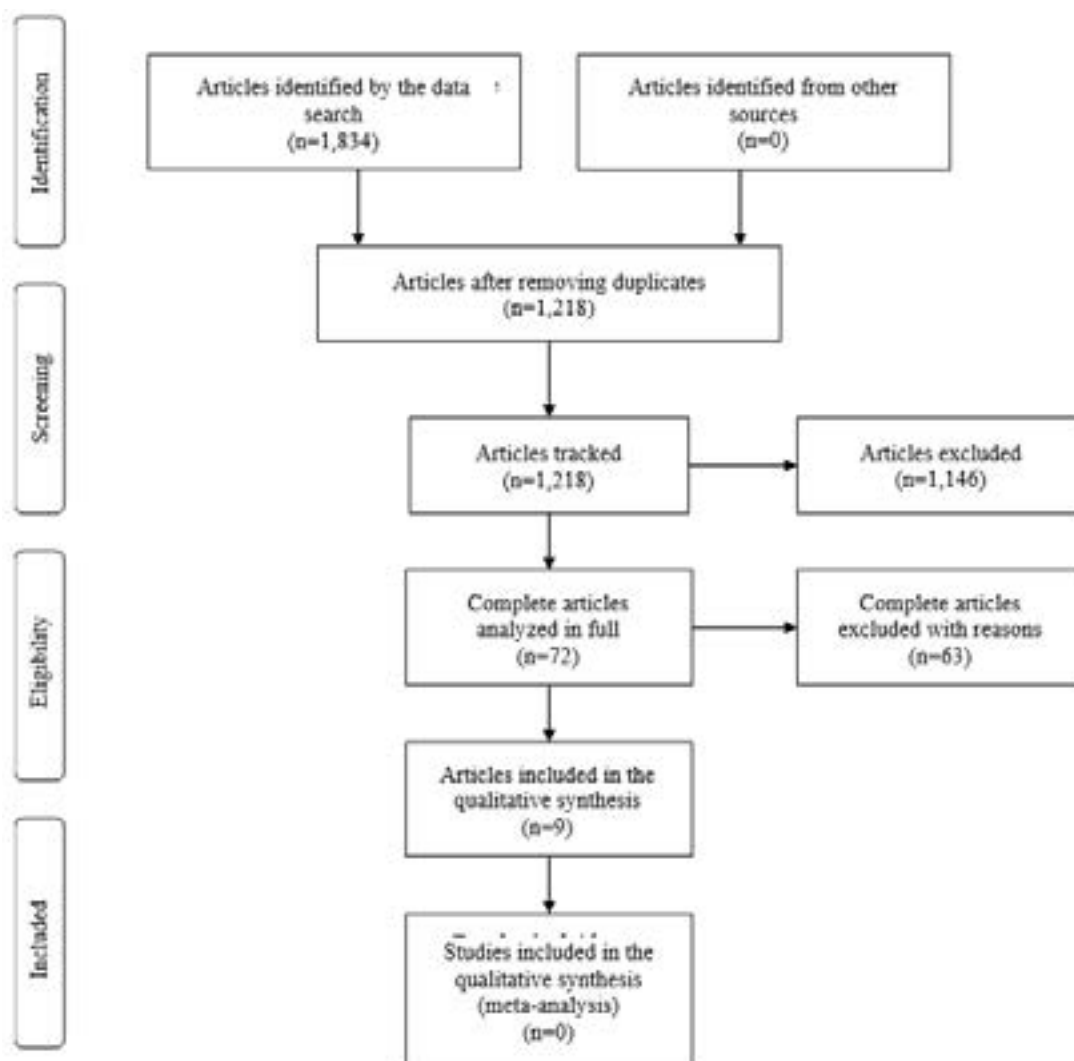 Identification
Articles identified by the data
search
(n=1,834)
Articles identified from other
sources
(n=0)
Articles after removing duplicates
(n=1,218)
Screening
Articles tracked
(n=1,218)
Articles excluded
(n=1,146)
Eligibility
Complete articles
analyzed in full
(n=72)
Complete articles
excluded with reasons
(n=63)
Articles included in the
qualitative synthesis
(n=9)
Included
Studies included in the
qualitative synthesis
(meta-analysis)
(n=0)